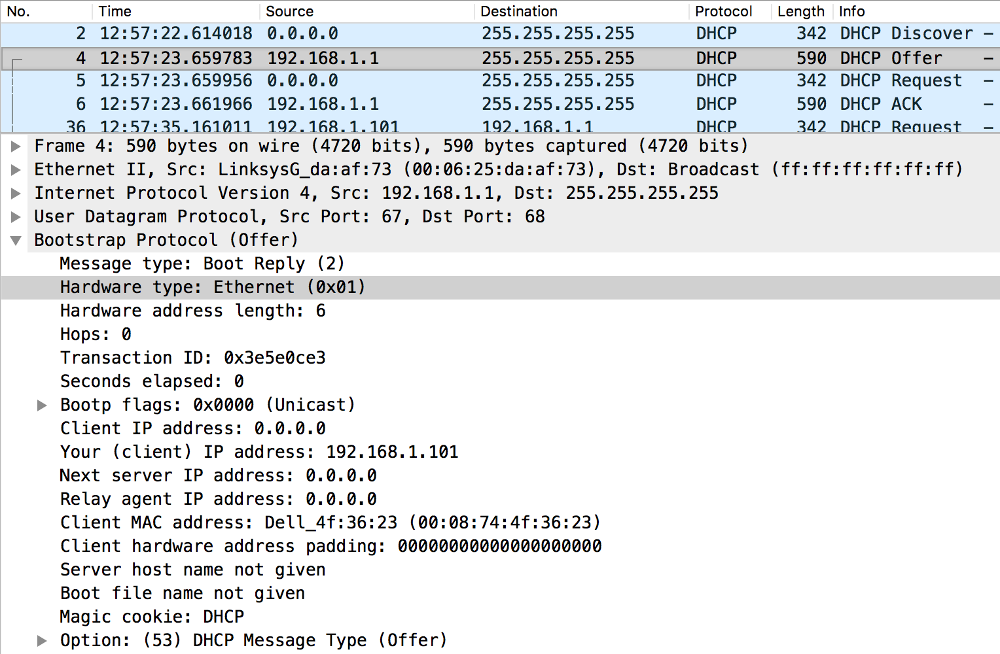 No. Time Source Destination Protocol Length Info
2 12:57:22.614018 0.0.0.0 255.255.255.255 DHCP 342 DHCP Discover –
4 12:57:23.659783 192.168.1.1 255.255.255.255 DHCP 590 DHCP Offer –
5 12:57:23.659956 0.0.0.0 255.255.255.255 DHCP 342 DHCP Request –
6 12:57:23.661966 192.168.1.1 255.255.255.255 DHCP 590 DHCP ACK –
36 12:57:35.161011 192.168.1.101 192.168.1.1 DHCP 342 DHCP Request –
Frame 4: 590 bytes on wire (4720 bits), 590 bytes captured (4720 bits)
Ethernet II, Src: LinksysG_da:af:73 (00:06:25:da:af:73), Dst: Broadcast (ff:ff:ff:ff:ff:ff)
Internet Protocol Version 4, Src: 192.168.1.1, Dst: 255.255.255.255
User Datagram Protocol, Src Port: 67, Dst Port: 68
Bootstrap Protocol (Offer)
Message type: Boot Reply (2)
Hardware type: Ethernet (0x01)
Hardware address length: 6
Hops: 0
Transaction ID: 0x3e5e0ce3
Seconds elapsed: 0
Bootp flags: 0x0000 (Unicast)
Client IP address: 0.0.0.0
Your (client) IP address: 192.168.1.101
Next server IP address: 0.0.0.0
Relay agent IP address: 0.0.0.0
Client MAC address: Dell_4f:36:23 (00:08:74:4f:36:23)
Client hardware address padding: 00000000000000000000
Server host name not given
Boot file name not given
Magic cookie: DHCP
Option: (53) DHCP Message Type (Offer)